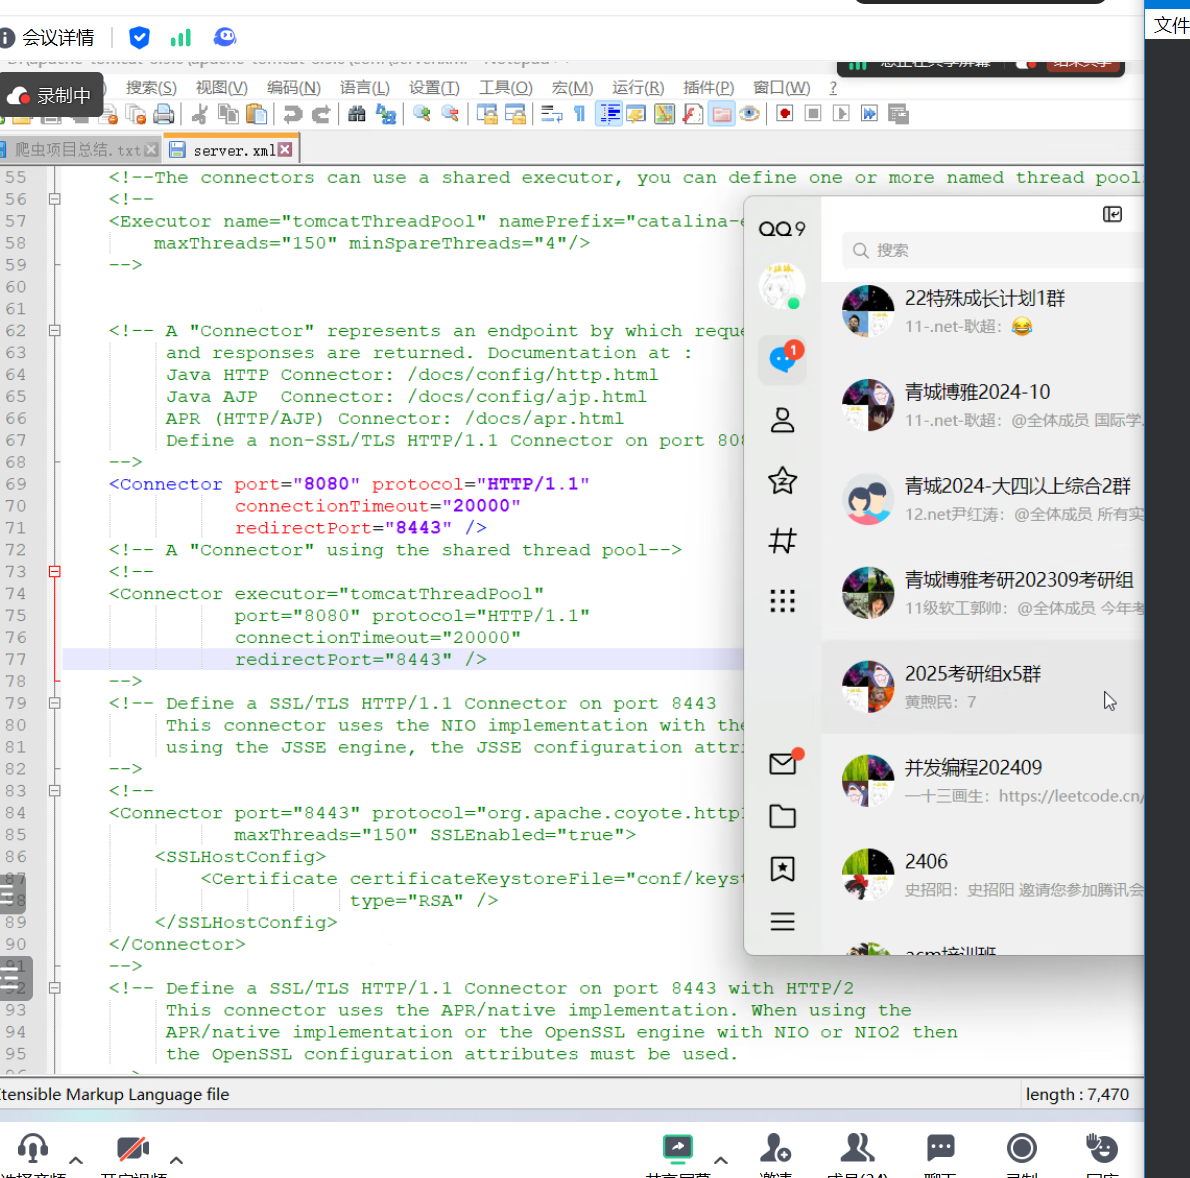 会议详情
录制中
搜索(S) 视图(V) 编码(N) 语言(L) 设置(T) 工具(O) 宏(M) 运行(R) 插件(P) 窗口(W) ?
文件
爬虫项目总结.txt
server.xml
55 <!--The connectors can use a shared executor, you can define one or more named thread pool
56 <!--
57 <Executor name="tomcatThreadPool" namePrefix="catalina-e
58 maxThreads="150" minSpareThreads="4"/>
59 -->
60
61
62 <!-- A "Connector" represents an endpoint by which reque
63 and responses are returned. Documentation at :
64 Java HTTP Connector: /docs/config/http.html
65 Java AJP  Connector: /docs/config/ajp.html
66 APR (HTTP/AJP) Connector: /docs/apr.html
67 Define a non-SSL/TLS HTTP/1.1 Connector on port 808
68 -->
69 <Connector port="8080" protocol="HTTP/1.1"
70 connectionTimeout="20000"
71 redirectPort="8443" />
72 <!-- A "Connector" using the shared thread pool-->
73 <!--
74 <Connector executor="tomcatThreadPool"
75 port="8080" protocol="HTTP/1.1"
76 connectionTimeout="20000"
77 redirectPort="8443" />
78 -->
79 <!-- Define a SSL/TLS HTTP/1.1 Connector on port 8443
80 This connector uses the NIO implementation with the
81 using the JSSE engine, the JSSE configuration attri
82 -->
83 <!--
84 <Connector port="8443" protocol="org.apache.coyote.http1
85 maxThreads="150" SSLEnabled="true">
86 <SSLHostConfig>
87 <Certificate certificateKeystoreFile="conf/keyst
88 type="RSA" />
89 </SSLHostConfig>
90 </Connector>
91 -->
92 <!-- Define a SSL/TLS HTTP/1.1 Connector on port 8443 with HTTP/2
93 This connector uses the APR/native implementation. When using the
94 APR/native implementation or the OpenSSL engine with NIO or NIO2 then
95 the OpenSSL configuration attributes must be used.
QQ9
搜索
1
22特殊成长计划1群
11-.net-耿超：😂
青城博雅2024-10
11-.net-耿超：@全体成员 国际学
青城2024-大四以上综合2群
12.net尹红涛：@全体成员 所有实
青城博雅考研202309考研组
11级软工郭帅：@全体成员 今年考
2025考研组x5群
黄煦民：7
并发编程202409
一十三画生：https://leetcode.cn/
2406
史招阳：史招阳 邀请您参加腾讯会
acm培训班
tensible Markup Language file
length : 7,470